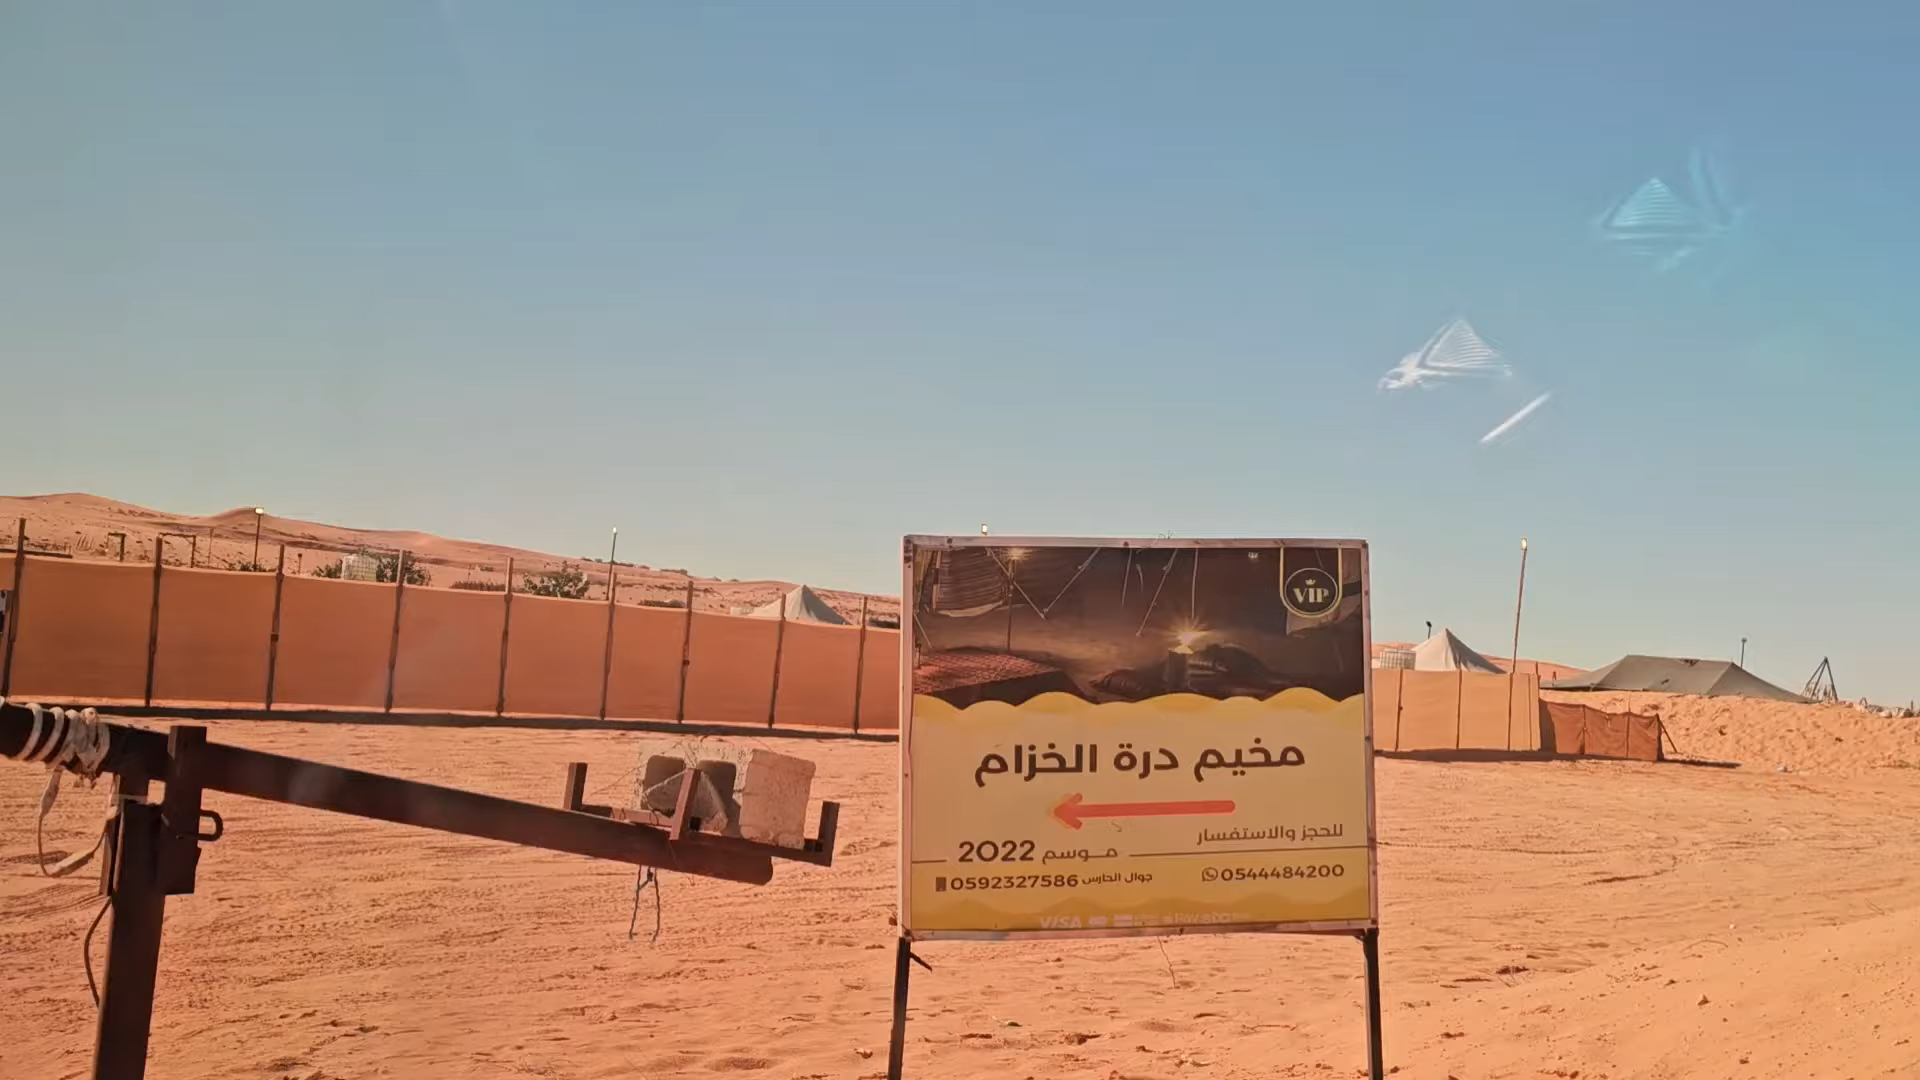 VIP
مخيم درة الخزام
للحجز والاستفسار
موسم 2022
0544484200
جوال الحارس 0592327586
VISA